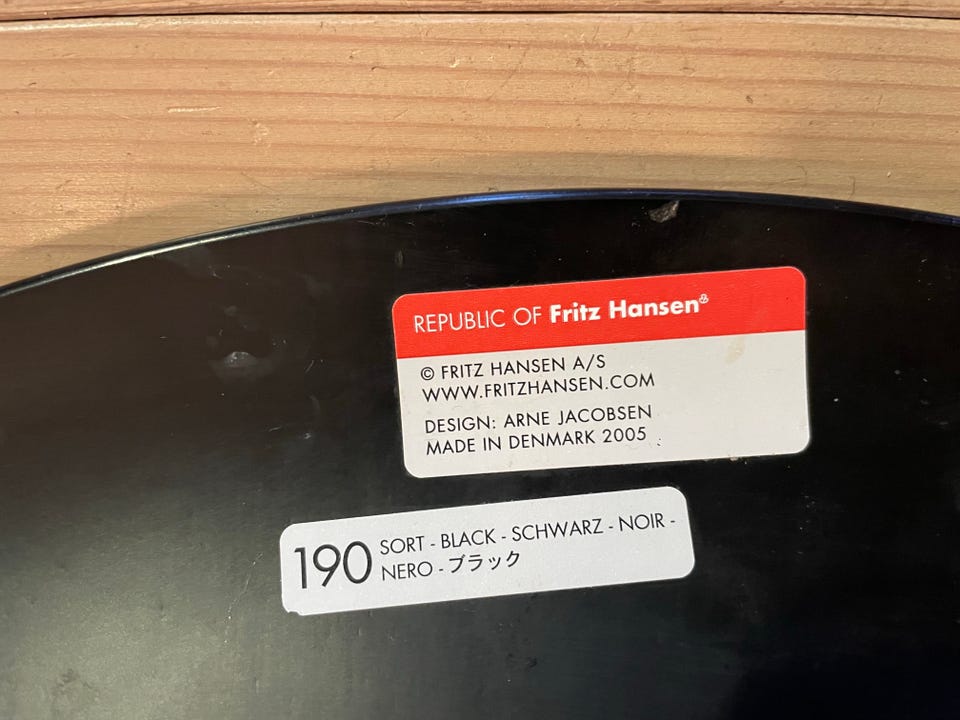 REPUBLIC OF Fritz Hansen®
© FRITZ HANSEN A/S
WWW.FRITZHANSEN.COM
DESIGN: ARNE JACOBSEN
MADE IN DENMARK 2005
190 SORT - BLACK - SCHWARZ - NOIR -
NERO - ブラック